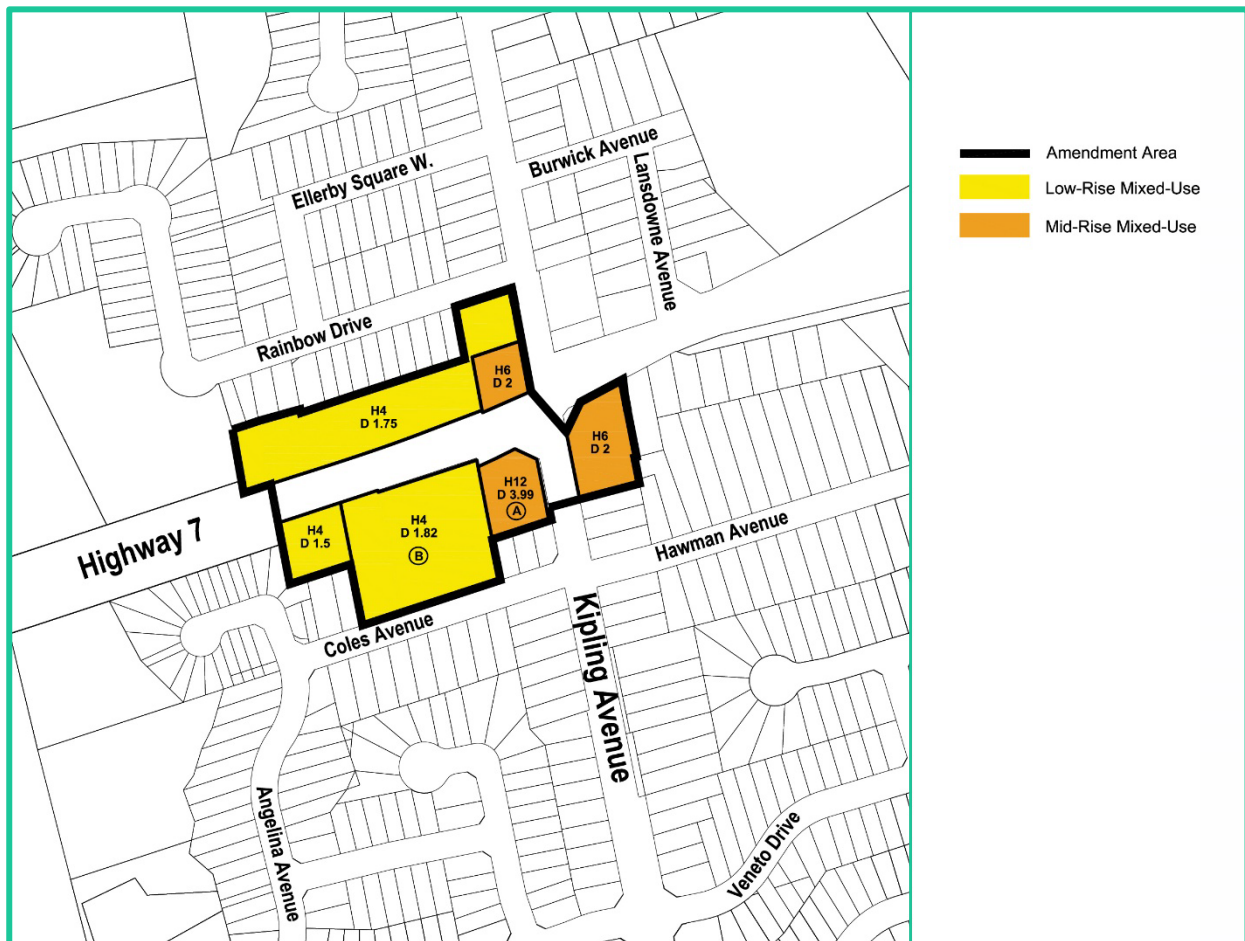 Amendment Area
Low-Rise Mixed-Use
Mid-Rise Mixed-Use
Burwick Avenue
Ellerby Square W.
Lansdowne Avenue
Rainbow Drive
H6
D 2
H4
D 1.75
H6
D 2
H12
D 3.99
A
H4
D 1.82
B
H4
D 1.5
Highway 7
Hawman Avenue
Coles Avenue
Kipling Avenue
Angelina Avenue
Veneto Drive